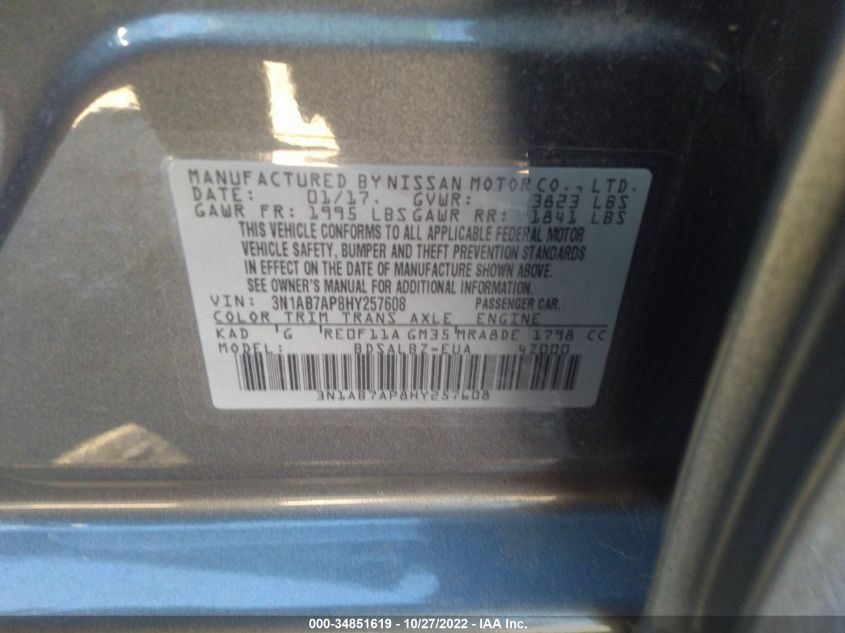 MANUFACTURED BY NISSAN MOTOR CO., LTD.
DATE: 01/17. GVWR: 3823 LBS
GAWR FR: 1995 LBS GAWR RR: 1841 LBS
THIS VEHICLE CONFORMS TO ALL APPLICABLE FEDERAL MOTOR
VEHICLE SAFETY, BUMPER AND THEFT PREVENTION STANDARDS
IN EFFECT ON THE DATE OF MANUFACTURE SHOWN ABOVE.
SEE OWNER'S MANUAL FOR ADDITIONAL INFORMATION.
VIN: 3N1AB7AP8HY257608 PASSENGER CAR.
COLOR TRIM TRANS AXLE ENGINE
KAD G RE0F11A GM35 MRA8DE 1798 CC
MODEL: BDSALBZ-EUA 4Z000
3N1AB7AP8HY257608
000-34851619 - 10/27/2022 - IAA Inc.